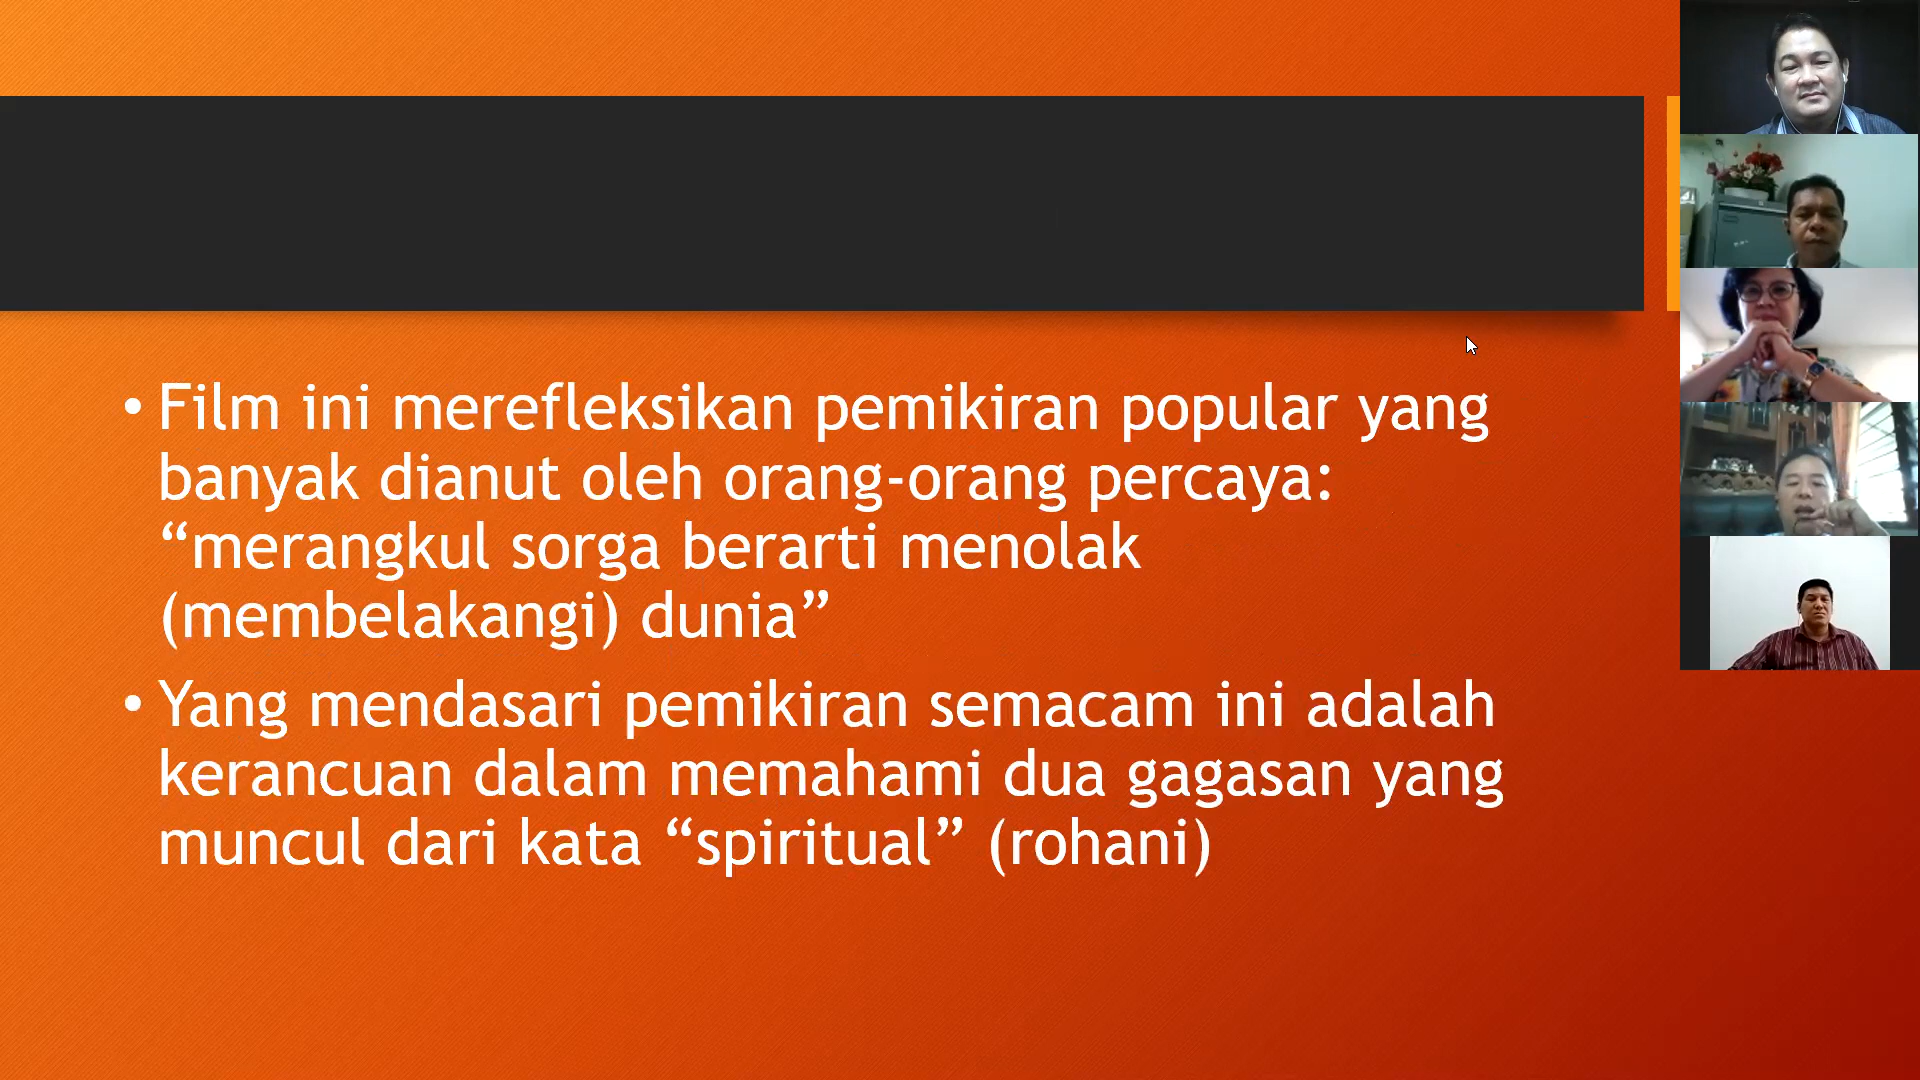 • Film ini merefleksikan pemikiran popular yang
banyak dianut oleh orang-orang percaya:
“merangkul sorga berarti menolak
(membelakangi) dunia”
• Yang mendasari pemikiran semacam ini adalah
kerancuan dalam memahami dua gagasan yang
muncul dari kata “spiritual” (rohani)